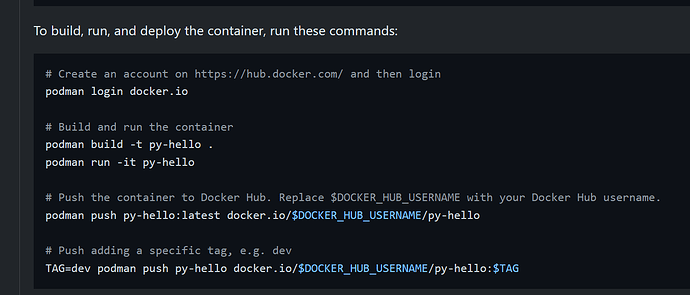 To build, run, and deploy the container, run these commands:
# Create an account on https://hub.docker.com/ and then login
podman login docker.io
# Build and run the container
podman build -t py-hello .
podman run -it py-hello
# Push the container to Docker Hub. Replace $DOCKER_HUB_USERNAME with your Docker Hub username.
podman push py-hello:latest docker.io/$DOCKER_HUB_USERNAME/py-hello
# Push adding a specific tag, e.g. dev
TAG=dev podman push py-hello docker.io/$DOCKER_HUB_USERNAME/py-hello:$TAG